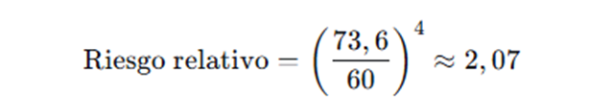 Riesgo relativo = (73,6/60)^4 ≈ 2,07